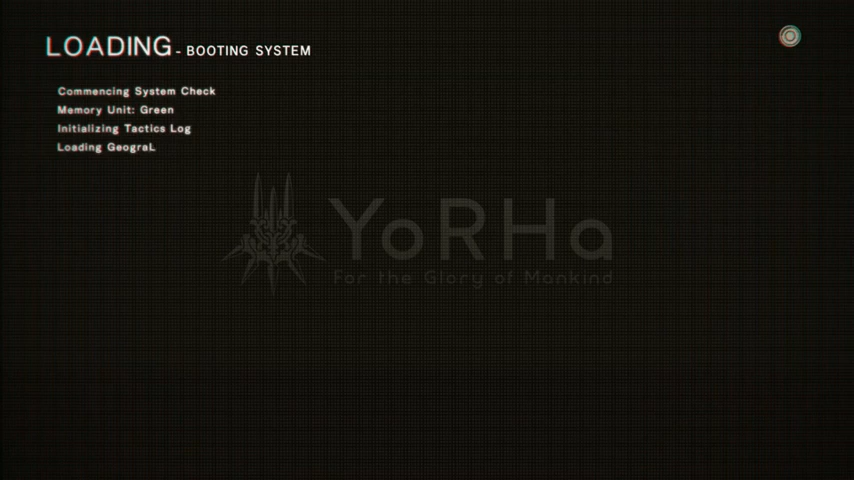 LOADING - BOOTING SYSTEM
Commencing System Check
Memory Unit: Green
Initializing Tactics Log
Loading GeograL
YoRHa
For the Glory of Mankind